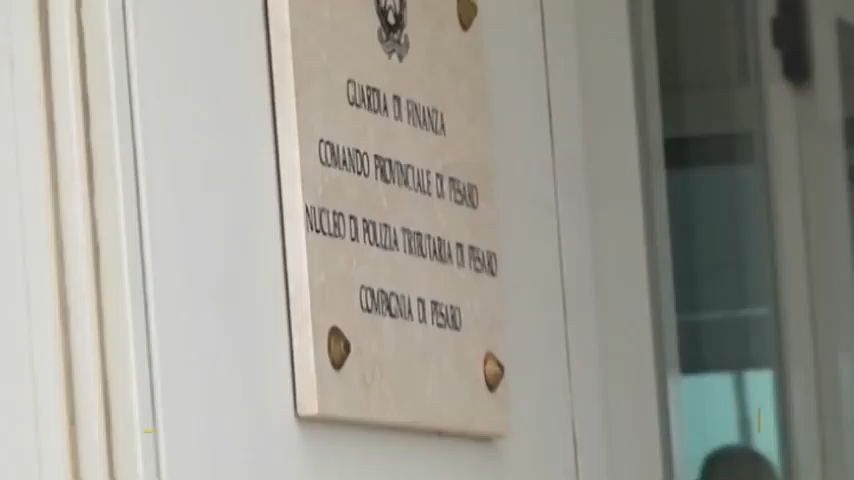 GUARDIA DI FINANZA
COMANDO PROVINCIALE DI PESARO
NUCLEO DI POLIZIA TRIBUTARIA DI PESARO
COMPAGNIA DI PESARO